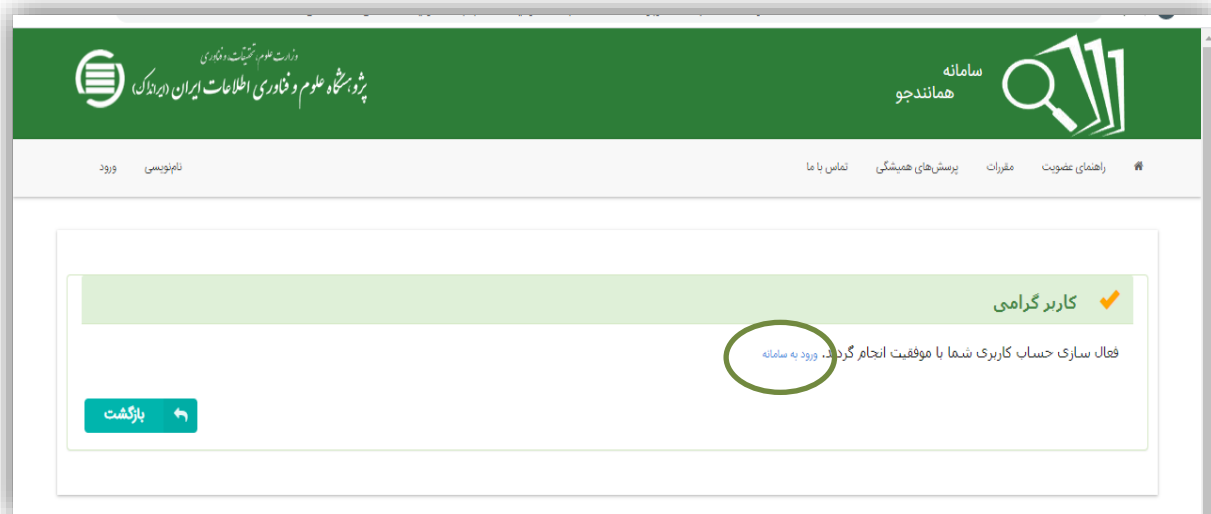 سامانه
همانندجو
وزارت علوم، تحقیقات و فناوری
پژوهشگاه علوم و فناوری اطلاعات ایران (ایرانداک)
راهنمای عضویت
مقررات
پرسش‌های همیشگی
تماس با ما
نام‌نویسی
ورود
کاربر گرامی
فعال سازی حساب کاربری شما با موفقیت انجام گردید. ورود به سامانه
بازگشت